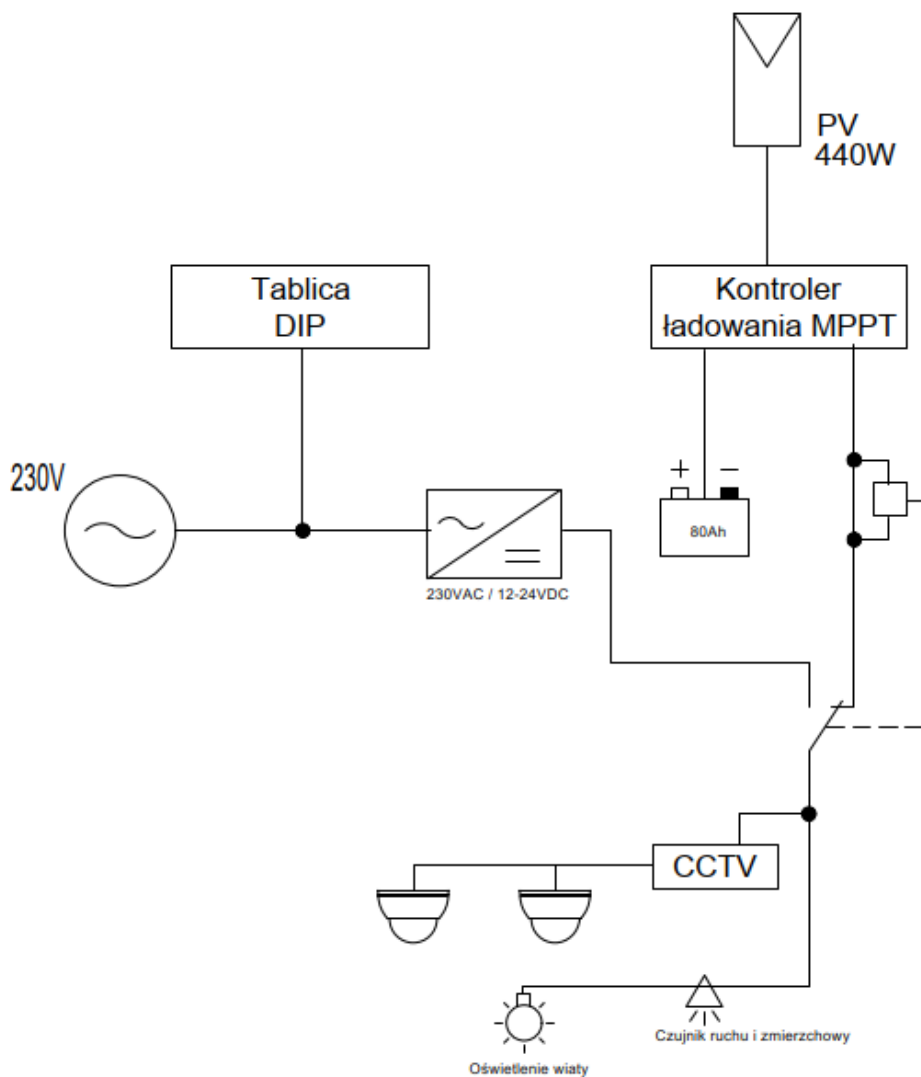 PV
440W
Tablica
DIP
Kontroler
ładowania MPPT
230V
+ −
80Ah
230VAC / 12-24VDC
CCTV
Czujnik ruchu i zmierzchowy
Oświetlenie wiaty